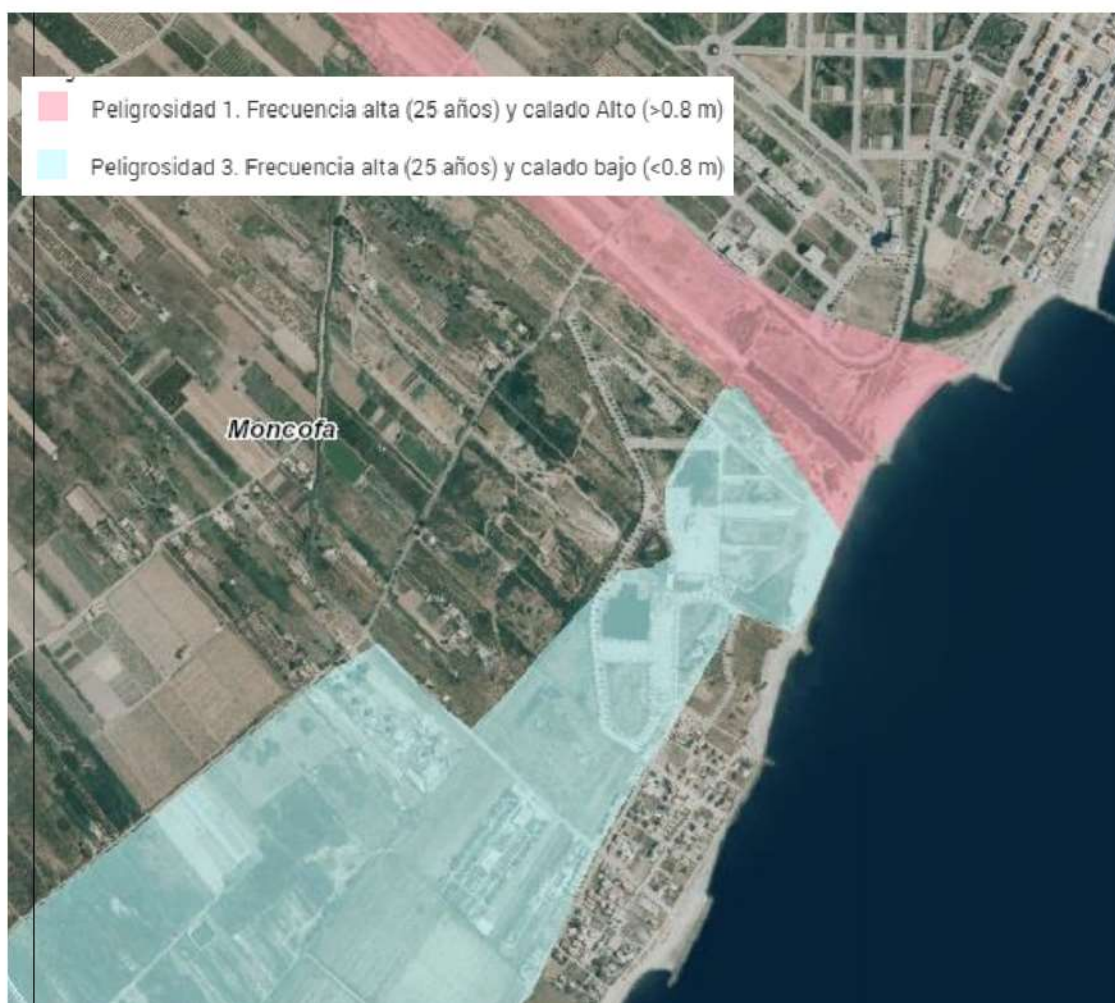 Peligrosidad 1. Frecuencia alta (25 años) y calado Alto (>0.8 m)
Peligrosidad 3. Frecuencia alta (25 años) y calado bajo (<0.8 m)
Moncofa